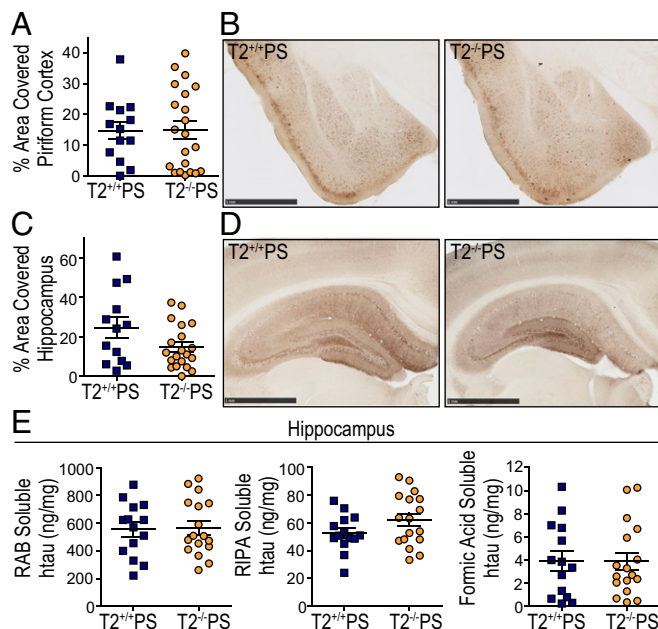 A
% Area Covered
Piriform Cortex
40
30
20
10
0
T2+/+PS
T2-/-PS
B
T2+/+PS
T2-/-PS
C
% Area Covered
Hippocampus
60
40
20
0
T2+/+PS
T2-/-PS
D
T2+/+PS
T2-/-PS
E
Hippocampus
RAB Soluble
htau (ng/mg)
1000
800
600
400
200
0
T2+/+PS
T2-/-PS
RIPA Soluble
htau (ng/mg)
100
80
60
40
20
0
T2+/+PS
T2-/-PS
Formic Acid Soluble
htau (ng/mg)
12
10
8
6
4
2
0
T2+/+PS
T2-/-PS